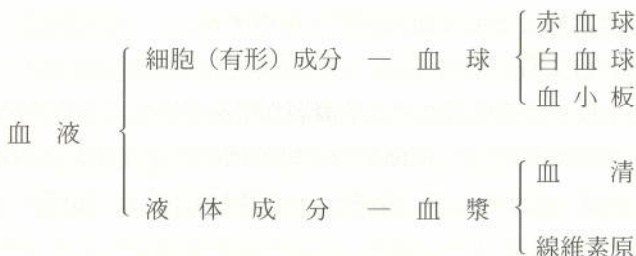 血液
細胞（有形）成分 ― 血球
赤血球
白血球
血小板
液体成分 ― 血漿
血清
線維素原